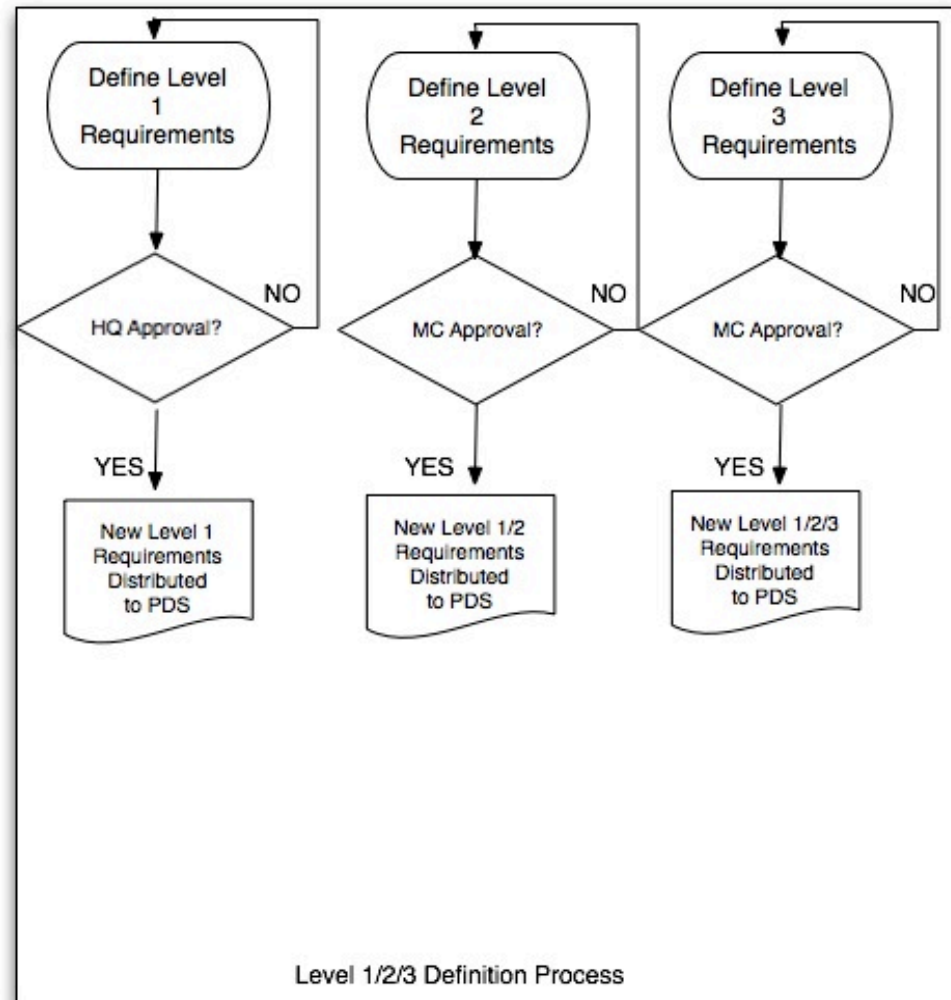 Define Level
1
Requirements
HQ Approval?
NO
YES
New Level 1
Requirements
Distributed
to PDS
Define Level
2
Requirements
MC Approval?
NO
YES
New Level 1/2
Requirements
Distributed
to PDS
Define Level
3
Requirements
MC Approval?
NO
YES
New Level 1/2/3
Requirements
Distributed
to PDS
Level 1/2/3 Definition Process